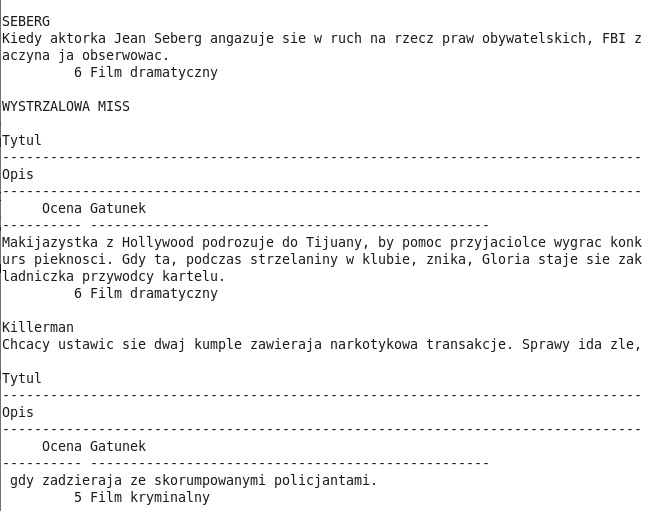 SEBERG
Kiedy aktorka Jean Seberg angazuje sie w ruch na rzecz praw obywatelskich, FBI z
aczyna ja obserwowac.
         6 Film dramatyczny

WYSTRZALOWA MISS

Tytul
--------------------------------------------------------------------------------
Opis
--------------------------------------------------------------------------------
     Ocena Gatunek
---------- --------------------------------------------------
Makijazystka z Hollywood podrozuje do Tijuany, by pomoc przyjaciolce wygrac konk
urs pieknosci. Gdy ta, podczas strzelaniny w klubie, znika, Gloria staje sie zak
ladniczka przywodcy kartelu.
         6 Film dramatyczny

Killerman
Chcacy ustawic sie dwaj kumple zawieraja narkotykowa transakcje. Sprawy ida zle,

Tytul
--------------------------------------------------------------------------------
Opis
--------------------------------------------------------------------------------
     Ocena Gatunek
---------- --------------------------------------------------
 gdy zadzieraja ze skorumpowanymi policjantami.
         5 Film kryminalny